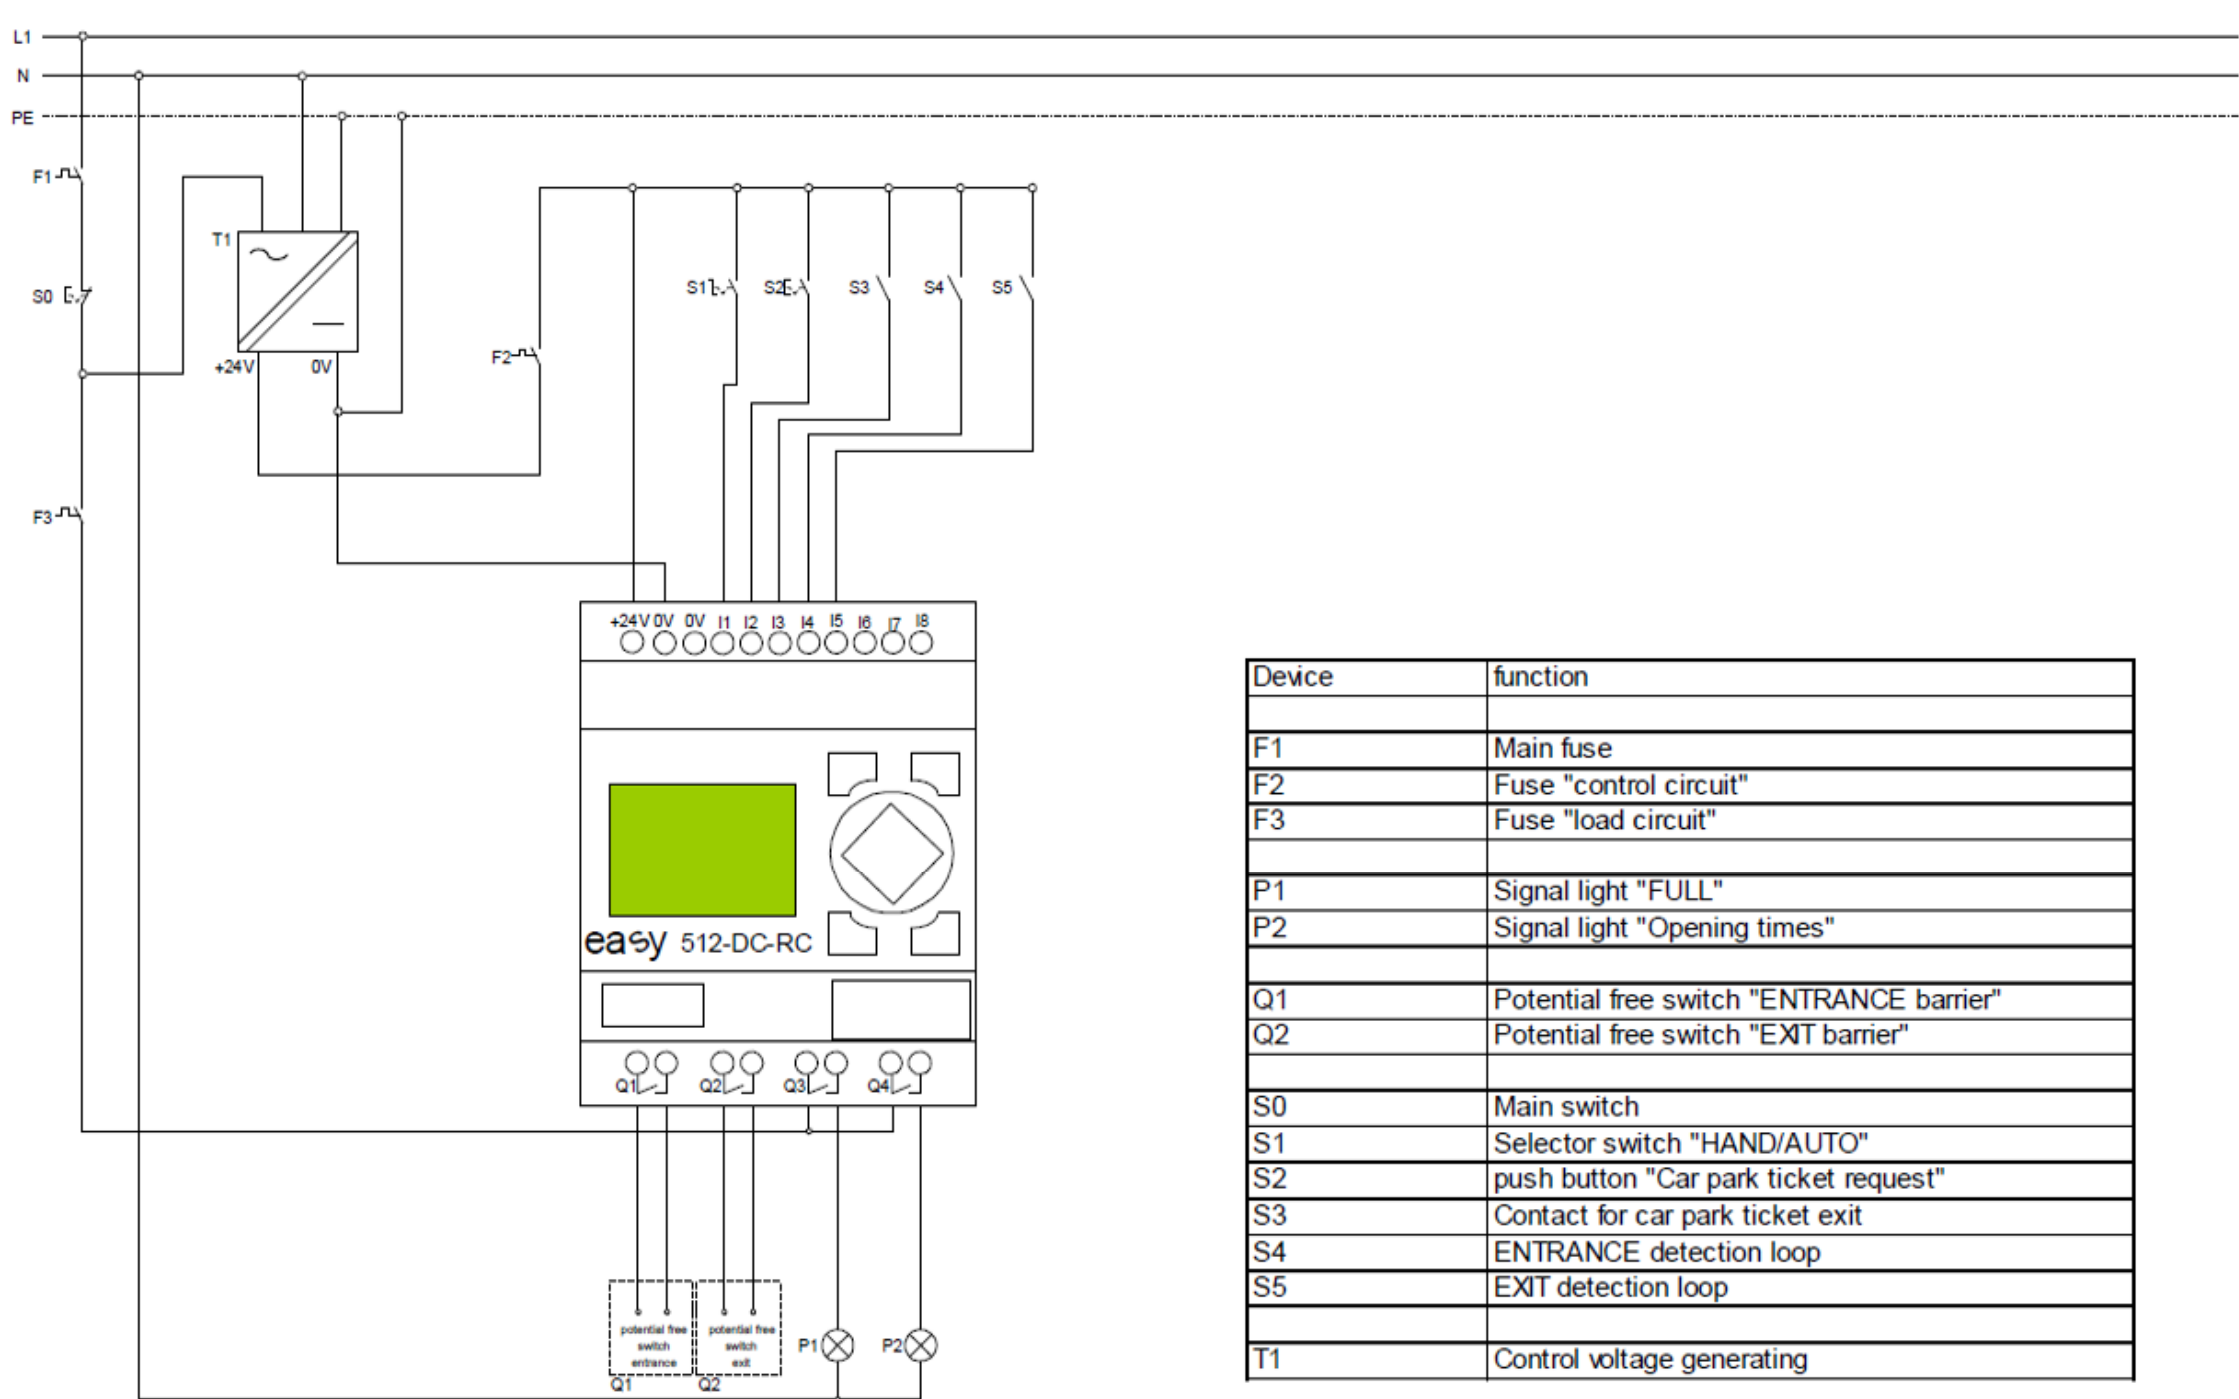 L1
N
PE
F1
T1
S0
S1
S2
S3
S4
S5
F2
+24V
0V
F3
+24V 0V 0V I1 I2 I3 I4 I5 I6 I7 I8
easy 512-DC-RC
Q1
Q2
Q3
Q4
potential free
switch
entrance
Q1
potential free
switch
exit
Q2
P1
P2
Device function
F1 Main fuse
F2 Fuse "control circuit"
F3 Fuse "load circuit"
P1 Signal light "FULL"
P2 Signal light "Opening times"
Q1 Potential free switch "ENTRANCE barrier"
Q2 Potential free switch "EXIT barrier"
S0 Main switch
S1 Selector switch "HAND/AUTO"
S2 push button "Car park ticket request"
S3 Contact for car park ticket exit
S4 ENTRANCE detection loop
S5 EXIT detection loop
T1 Control voltage generating